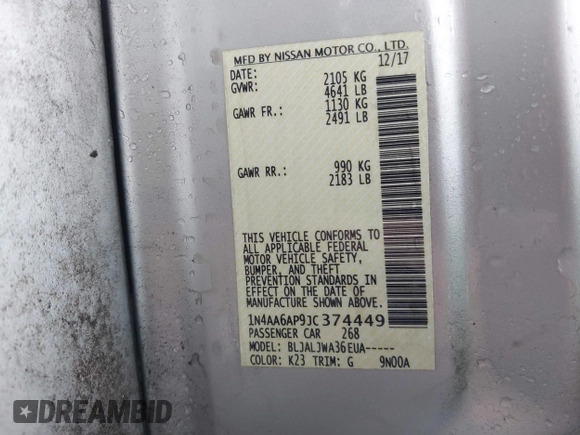 MFD BY NISSAN MOTOR CO., LTD.
DATE: 12/17
GVWR: 2105 KG
4641 LB
GAWR FR.: 1130 KG
2491 LB
GAWR RR.: 990 KG
2183 LB
THIS VEHICLE CONFORMS TO
ALL APPLICABLE FEDERAL
MOTOR VEHICLE SAFETY,
BUMPER, AND THEFT
PREVENTION STANDARDS IN
EFFECT ON THE DATE OF
MANUFACTURE SHOWN ABOVE.
1N4AA6AP9JC374449
PASSENGER CAR 268
MODEL: BLJALJWA36EUA-----
COLOR: K23 TRIM: G 9N00A
DREAMBID